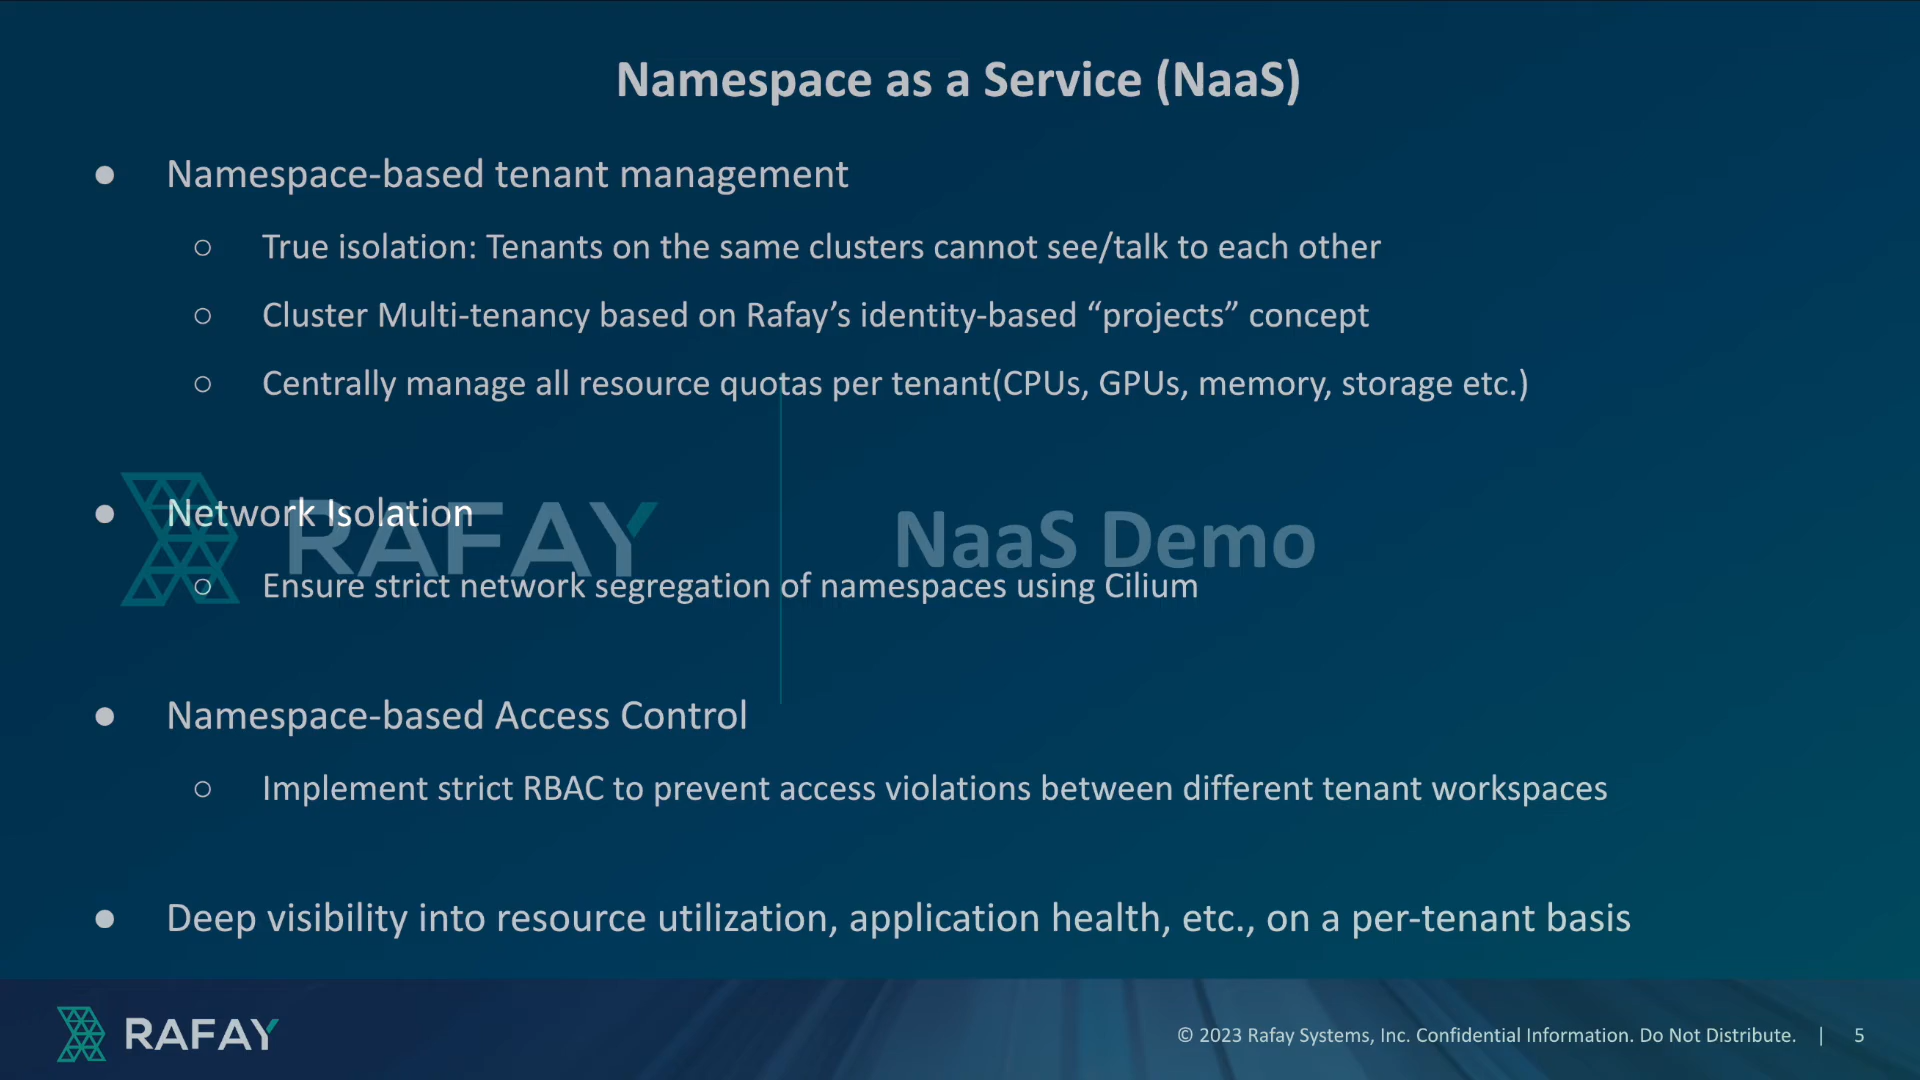 Namespace as a Service (NaaS)
● Namespace-based tenant management
○ True isolation: Tenants on the same clusters cannot see/talk to each other
○ Cluster Multi-tenancy based on Rafay’s identity-based “projects” concept
○ Centrally manage all resource quotas per tenant(CPUs, GPUs, memory, storage etc.)
● Network Isolation
RAFAY
NaaS Demo
○ Ensure strict network segregation of namespaces using Cilium
● Namespace-based Access Control
○ Implement strict RBAC to prevent access violations between different tenant workspaces
● Deep visibility into resource utilization, application health, etc., on a per-tenant basis
RAFAY
© 2023 Rafay Systems, Inc. Confidential Information. Do Not Distribute. | 5